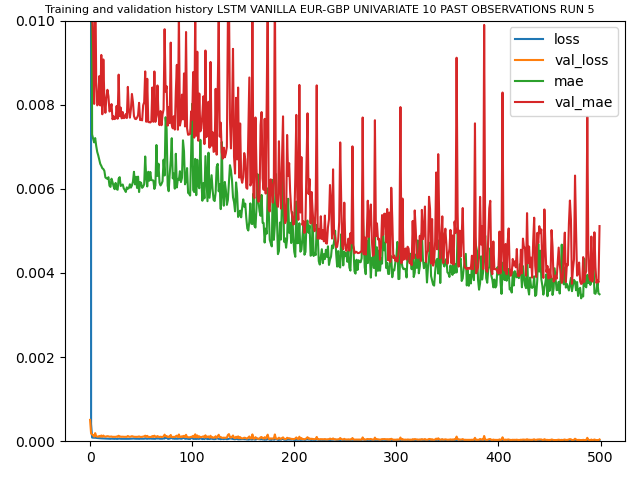 Training and validation history LSTM VANILLA EUR-GBP UNIVARIATE 10 PAST OBSERVATIONS RUN 5
0.010
0.008
0.006
0.004
0.002
0.000
0 100 200 300 400 500
loss
val_loss
mae
val_mae